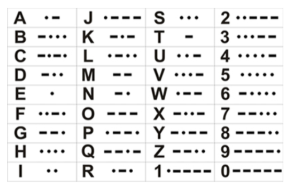 A ·− J ·−−− S ··· 2 ··−−−
B −··· K −·− T − 3 ···−−
C −·−· L ·−·· U ··− 4 ····−
D −·· M −− V ···− 5 ·····
E · N −· W ·−− 6 −····
F ··−· O −−− X −··− 7 −−···
G −−· P ·−−· Y −·−− 8 −−−··
H ···· Q −−·− Z −−·· 9 −−−−·
I ·· R ·−· 1 ·−−−− 0 −−−−−